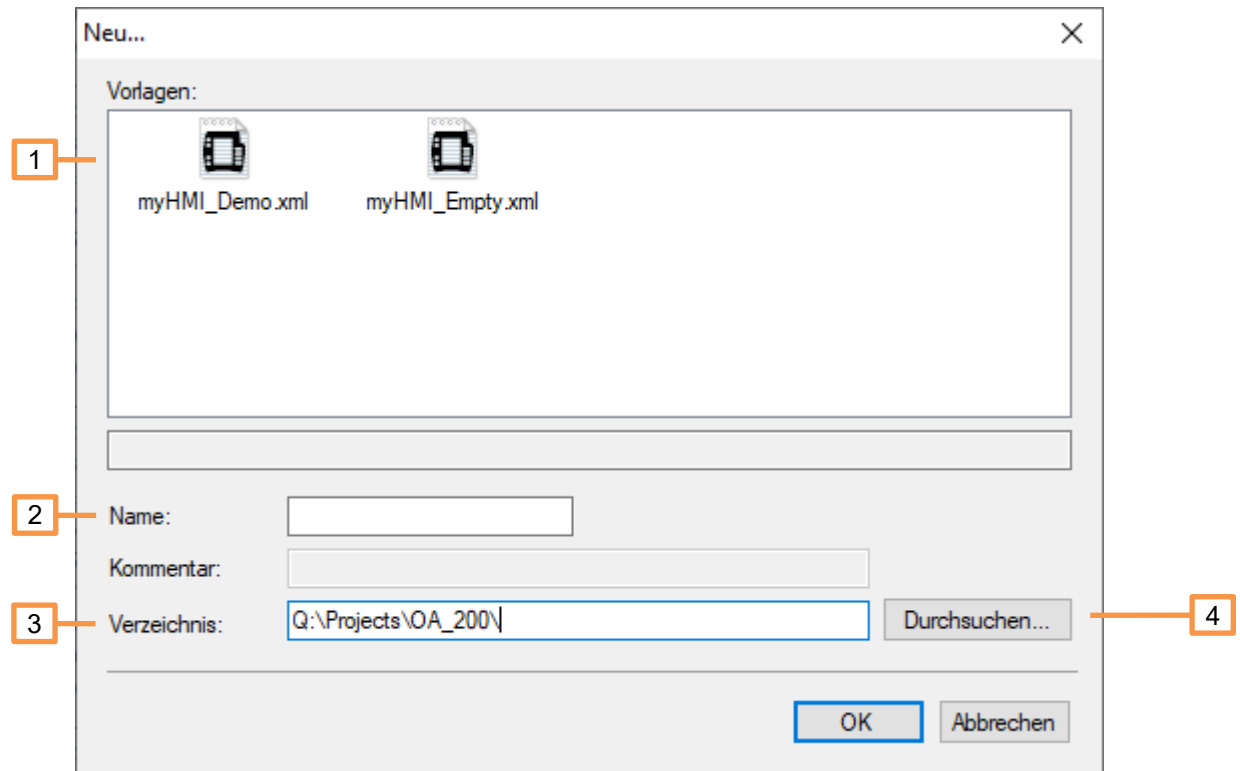 Neu...
Vorlagen:
1
myHMI_Demo.xml myHMI_Empty.xml
2 Name:
Kommentar:
3 Verzeichnis: Q:\Projects\OA_200\ Durchsuchen... 4
OK Abbrechen